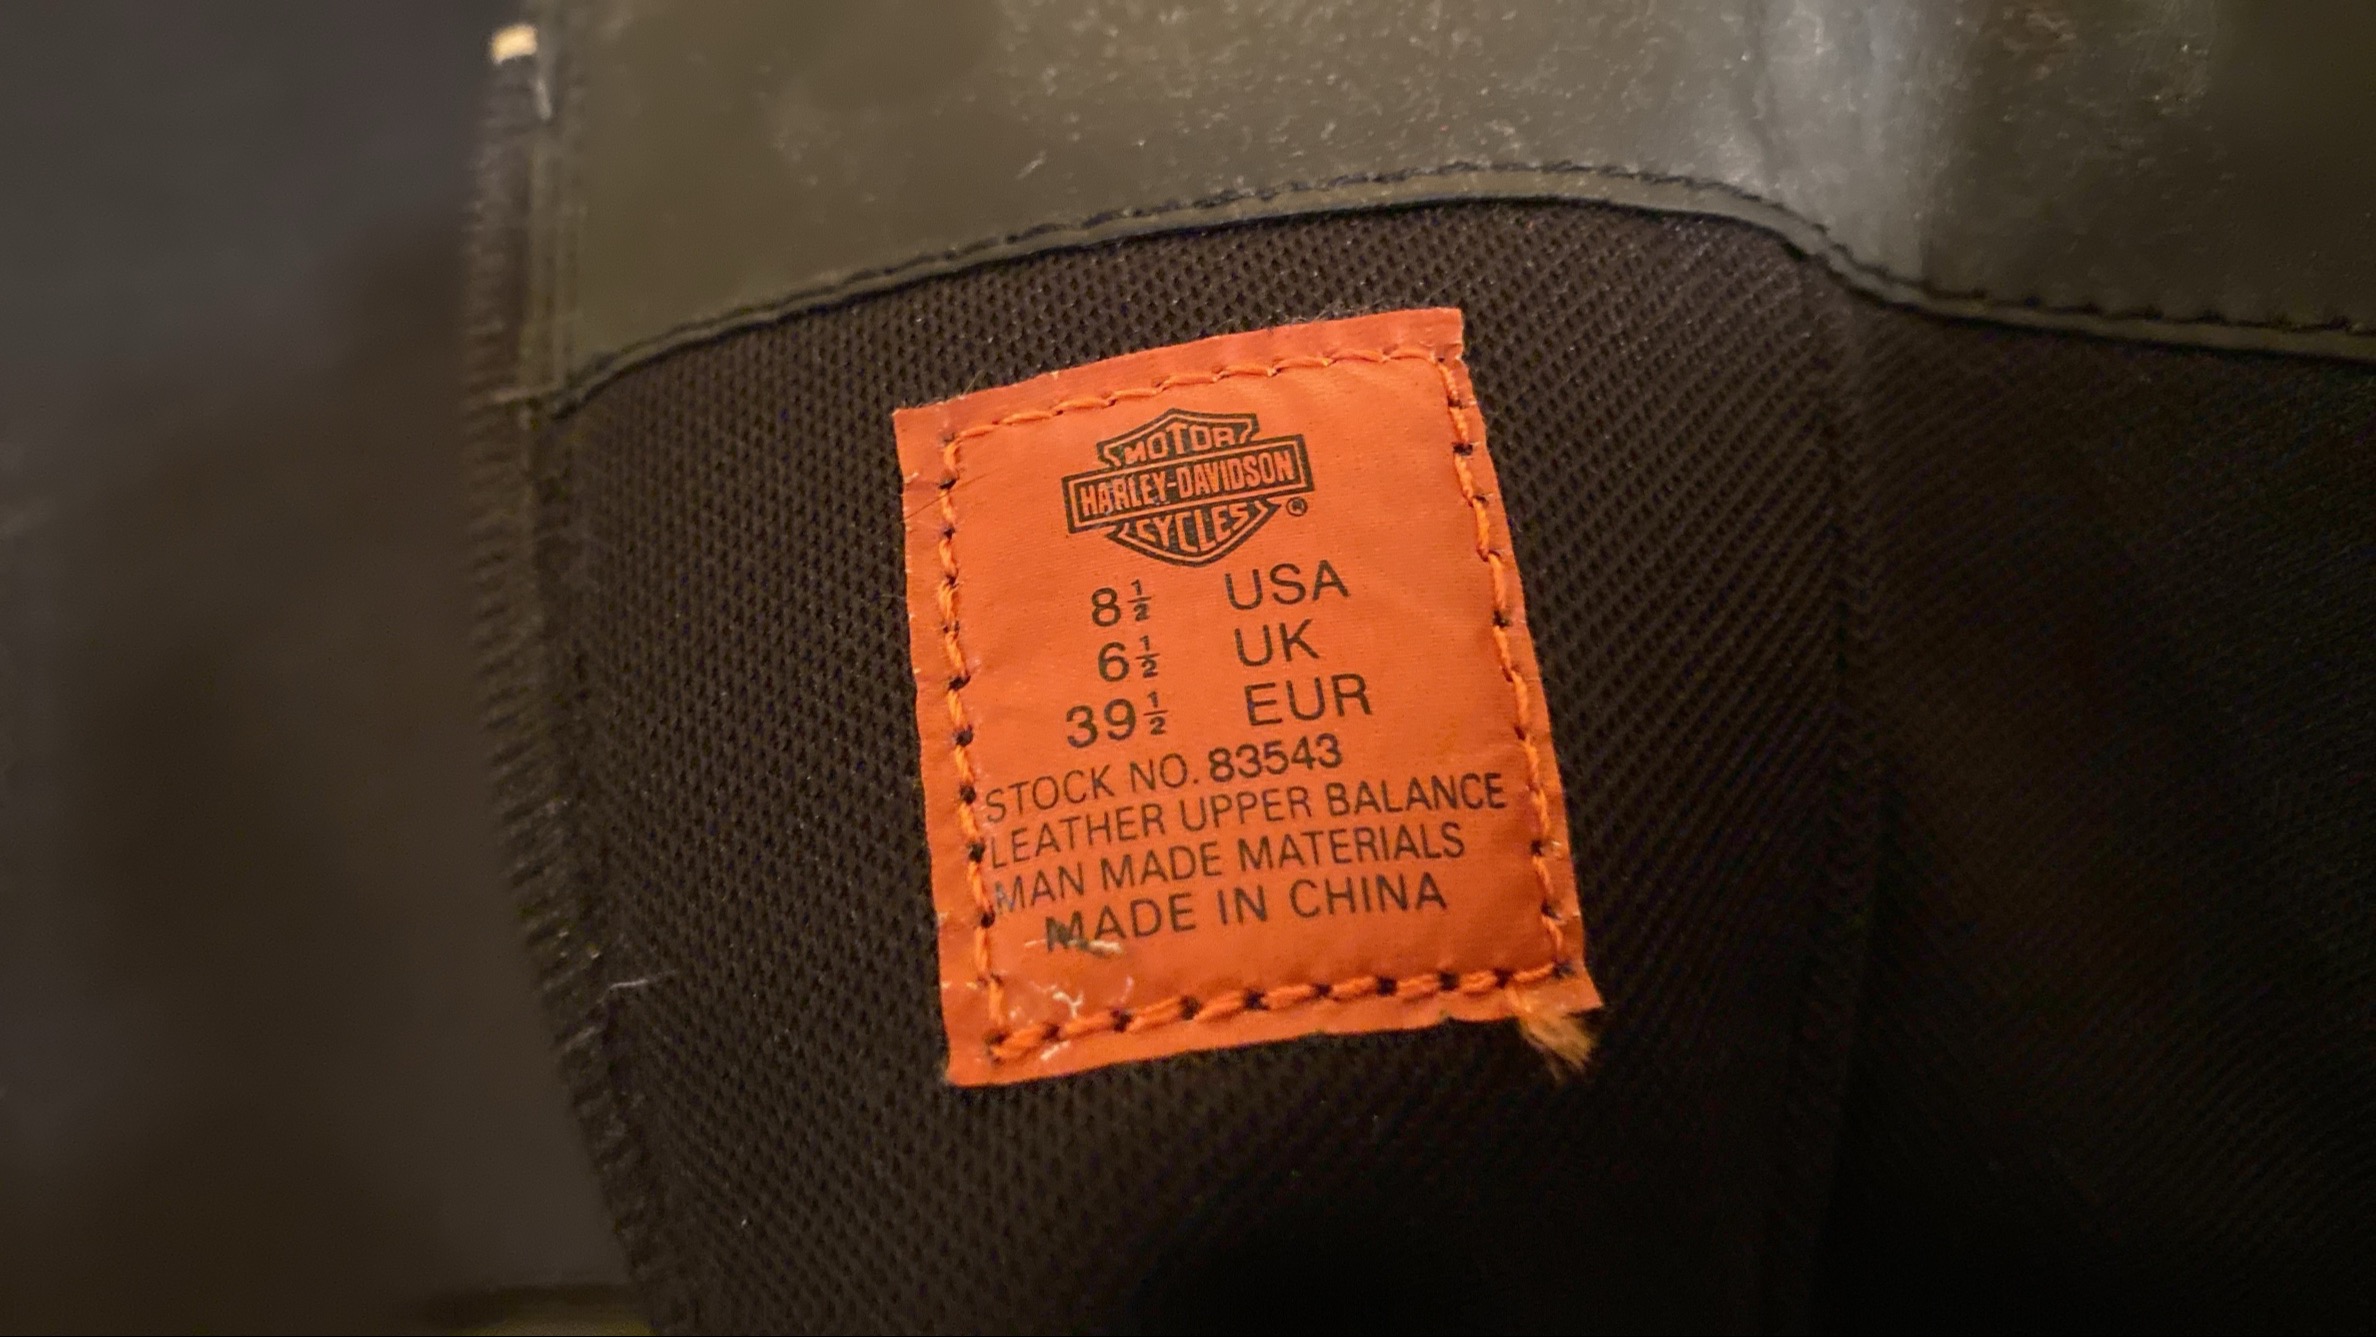 MOTOR
HARLEY-DAVIDSON
CYCLES ®
8½ USA
6½ UK
39½ EUR
STOCK NO. 83543
LEATHER UPPER BALANCE
MAN MADE MATERIALS
MADE IN CHINA